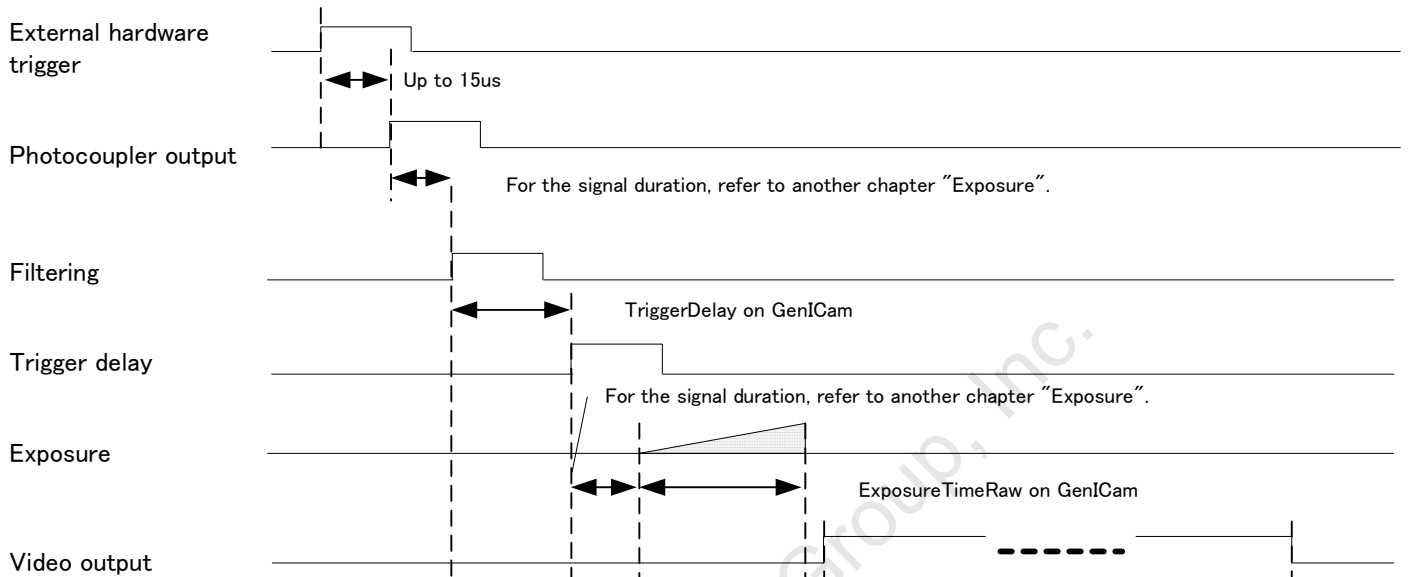 External hardware
trigger
Up to 15us
Photocoupler output
For the signal duration, refer to another chapter ″Exposure″.
Filtering
TriggerDelay on GenICam
Trigger delay
For the signal duration, refer to another chapter ″Exposure″.
Exposure
ExposureTimeRaw on GenICam
Video output
Group, Inc.